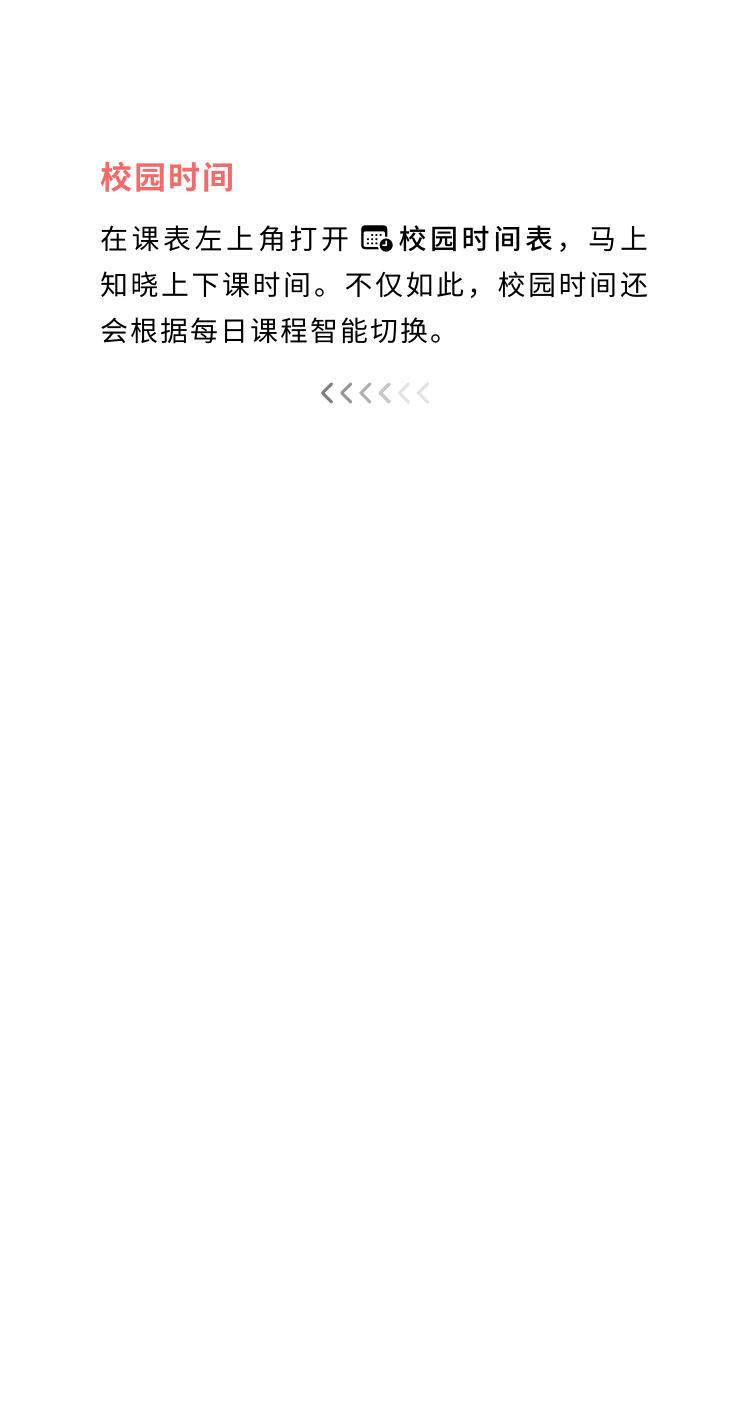 校园时间
在课表左上角打开 校园时间表，马上
知晓上下课时间。不仅如此，校园时间还
会根据每日课程智能切换。